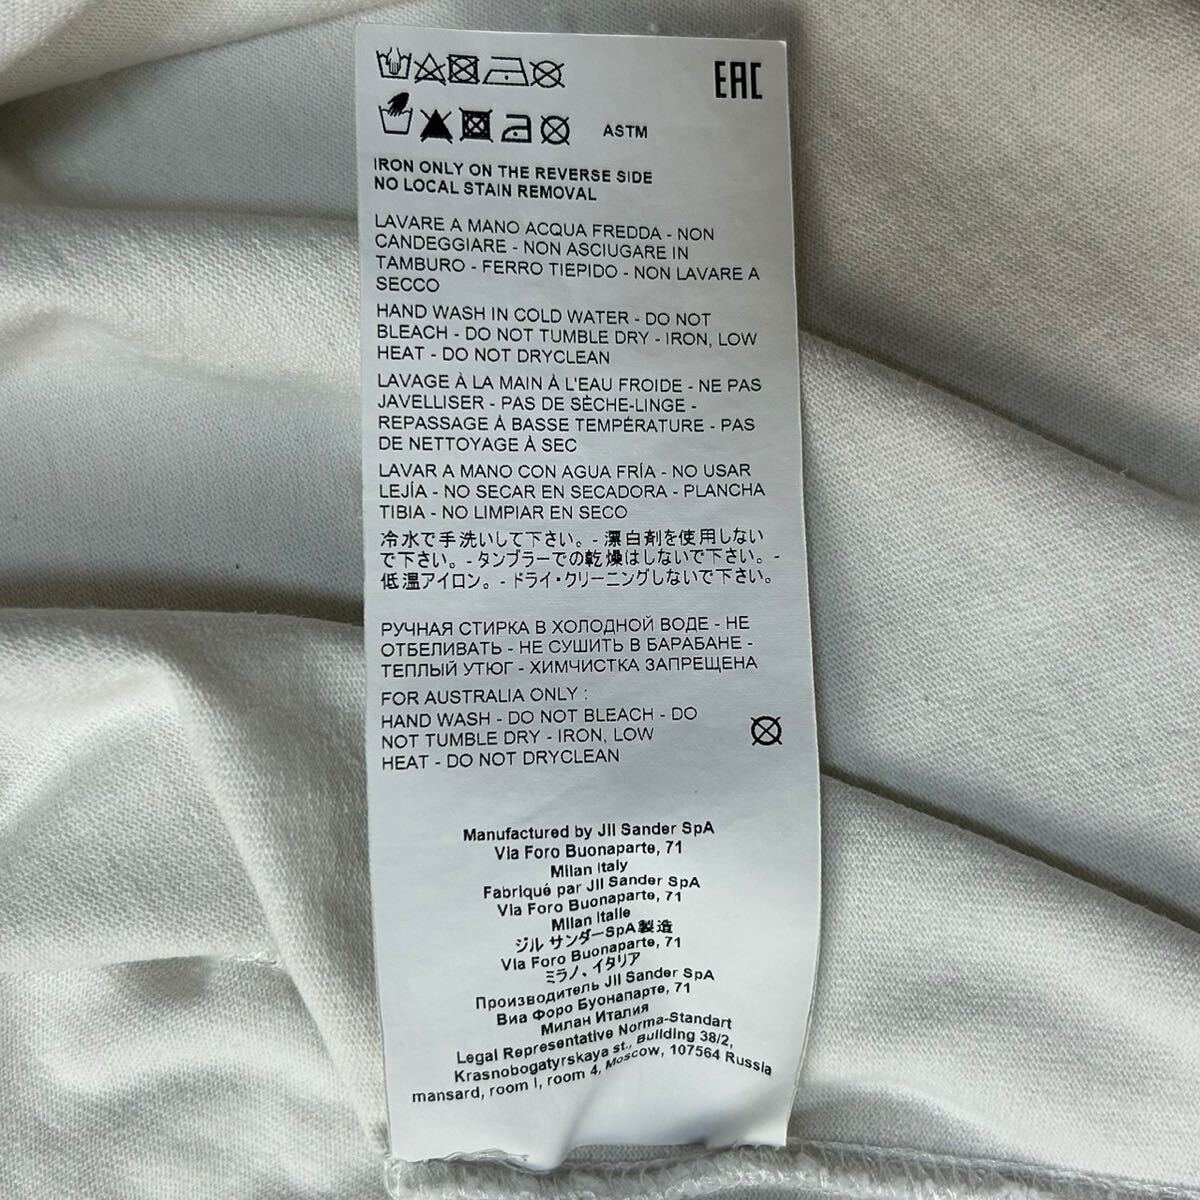 EAC
ASTM
IRON ONLY ON THE REVERSE SIDE
NO LOCAL STAIN REMOVAL
LAVARE A MANO ACQUA FREDDA - NON
CANDEGGIARE - NON ASCIUGARE IN
TAMBURO - FERRO TIEPIDO - NON LAVARE A
SECCO
HAND WASH IN COLD WATER - DO NOT
BLEACH - DO NOT TUMBLE DRY - IRON, LOW
HEAT - DO NOT DRYCLEAN
LAVAGE À LA MAIN À L'EAU FROIDE - NE PAS
JAVELLISER - PAS DE SÈCHE-LINGE -
REPASSAGE À BASSE TEMPÉRATURE - PAS
DE NETTOYAGE À SEC
LAVAR A MANO CON AGUA FRÍA - NO USAR
LEJÍA - NO SECAR EN SECADORA - PLANCHA
TIBIA - NO LIMPIAR EN SECO
冷水で手洗いして下さい。- 漂白剤を使用しない
で下さい。- タンブラーでの乾燥はしないで下さい。-
低温アイロン。- ドライ・クリーニングしないで下さい。
РУЧНАЯ СТИРКА В ХОЛОДНОЙ ВОДЕ - НЕ
ОТБЕЛИВАТЬ - НЕ СУШИТЬ В БАРАБАНЕ -
ТЕПЛЫЙ УТЮГ - ХИМЧИСТКА ЗАПРЕЩЕНА
FOR AUSTRALIA ONLY :
HAND WASH - DO NOT BLEACH - DO
NOT TUMBLE DRY - IRON, LOW
HEAT - DO NOT DRYCLEAN
Manufactured by Jil Sander SpA
Via Foro Buonaparte, 71
Milan Italy
Fabriqué par Jil Sander SpA
Via Foro Buonaparte, 71
Milan Italie
ジル サンダーSpA製造
Via Foro Buonaparte, 71
ミラノ、イタリア
Производитель Jil Sander SpA
Виа Форо Буонапарте, 71
Милан Италия
Legal Representative Norma-Standart
Krasnobogatyrskaya st., Building 38/2,
mansard, room I, room 4, Moscow, 107564 Russia